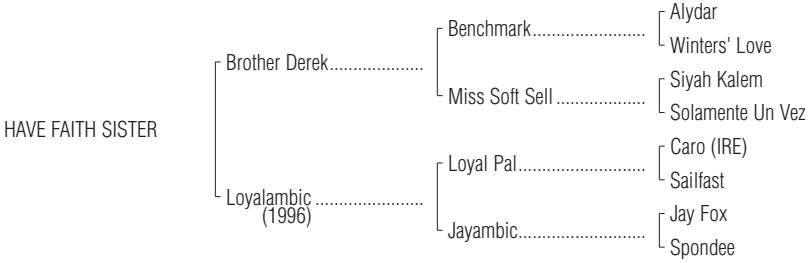 Alydar
Benchmark........................
Winters' Love
Brother Derek....................
Siyah Kalem
Miss Soft Sell ...................
Solamente Un Vez
HAVE FAITH SISTER
Caro (IRE)
Loyal Pal...........................
Sailfast
Loyalambic .......................
(1996)
Jay Fox
Jayambic...........................
Spondee